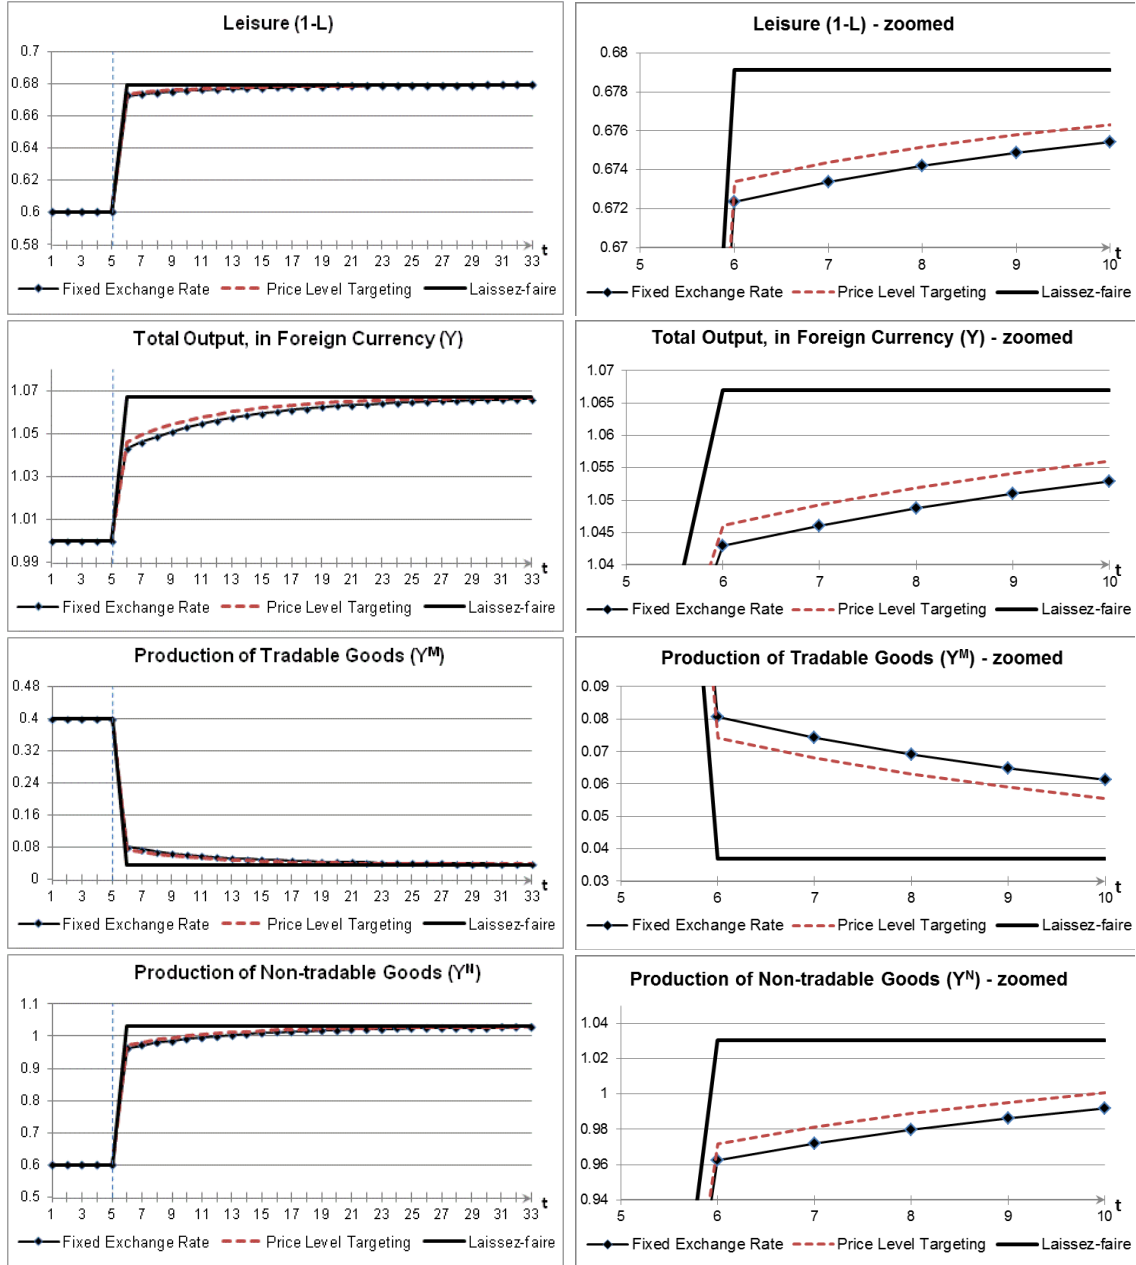 Leisure (1-L)
0.7
0.68
0.66
0.64
0.62
0.6
0.58
1 3 5 7 9 11 13 15 17 19 21 23 25 27 29 31 33
t
Fixed Exchange Rate Price Level Targeting Laissez-faire
Leisure (1-L) - zoomed
0.68
0.678
0.676
0.674
0.672
0.67
5 6 7 8 9 10
t
Fixed Exchange Rate Price Level Targeting Laissez-faire
Total Output, in Foreign Currency (Y)
1.07
1.05
1.03
1.01
0.99
1 3 5 7 9 11 13 15 17 19 21 23 25 27 29 31 33
t
Fixed Exchange Rate Price Level Targeting Laissez-faire
Total Output, in Foreign Currency (Y) - zoomed
1.07
1.065
1.06
1.055
1.05
1.045
1.04
5 6 7 8 9 10
t
Fixed Exchange Rate Price Level Targeting Laissez-faire
Production of Tradable Goods (Yᴹ)
0.48
0.4
0.32
0.24
0.16
0.08
0
1 3 5 7 9 11 13 15 17 19 21 23 25 27 29 31 33
t
Fixed Exchange Rate Price Level Targeting Laissez-faire
Production of Tradable Goods (Yᴹ) - zoomed
0.09
0.08
0.07
0.06
0.05
0.04
0.03
5 6 7 8 9 10
t
Fixed Exchange Rate Price Level Targeting Laissez-faire
Production of Non-tradable Goods (Yᴺ)
1.1
1
0.9
0.8
0.7
0.6
0.5
1 3 5 7 9 11 13 15 17 19 21 23 25 27 29 31 33
t
Fixed Exchange Rate Price Level Targeting Laissez-faire
Production of Non-tradable Goods (Yᴺ) - zoomed
1.04
1.02
1
0.98
0.96
0.94
5 6 7 8 9 10
t
Fixed Exchange Rate Price Level Targeting Laissez-faire